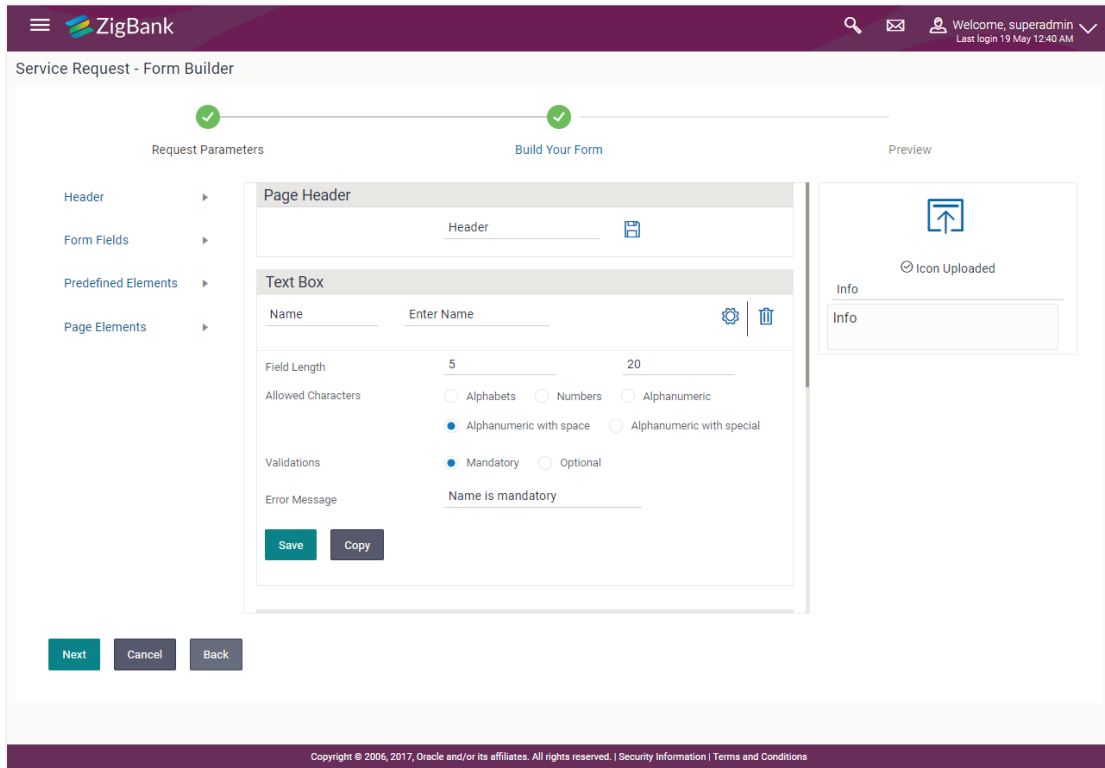 ZigBank
Welcome, superadmin
Last login 19 May 12:40 AM
Service Request - Form Builder
Request Parameters
Build Your Form
Preview
Header
Form Fields
Predefined Elements
Page Elements
Page Header
Header
Text Box
Name Enter Name
Field Length 5 20
Allowed Characters Alphabets Numbers Alphanumeric
Alphanumeric with space Alphanumeric with special
Validations Mandatory Optional
Error Message Name is mandatory
Save Copy
Icon Uploaded
Info
Info
Next Cancel Back
Copyright © 2006, 2017, Oracle and/or its affiliates. All rights reserved. | Security Information | Terms and Conditions